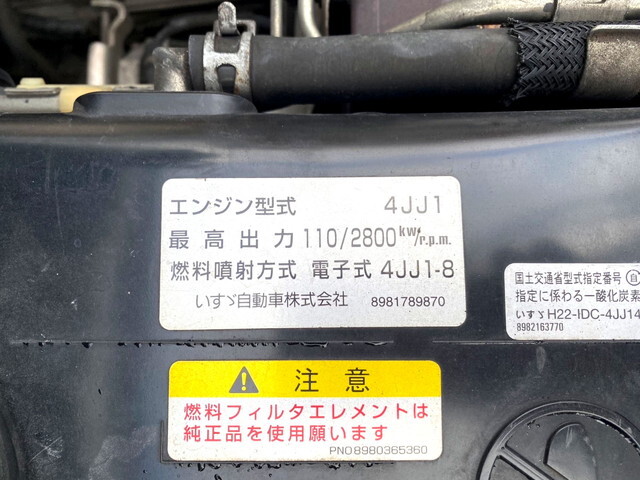 エンジン型式 4JJ1
最高出力 110/2800 kw/r.p.m.
燃料噴射方式 電子式 4JJ1-8
いすゞ自動車株式会社 8981789870
国土交通省型式指定番号 自
指定に係わる一酸化炭素
いすゞ H22-IDC-4JJ14
8982163770
注意
燃料フィルタエレメントは
純正品を使用願います
PNO8980365360